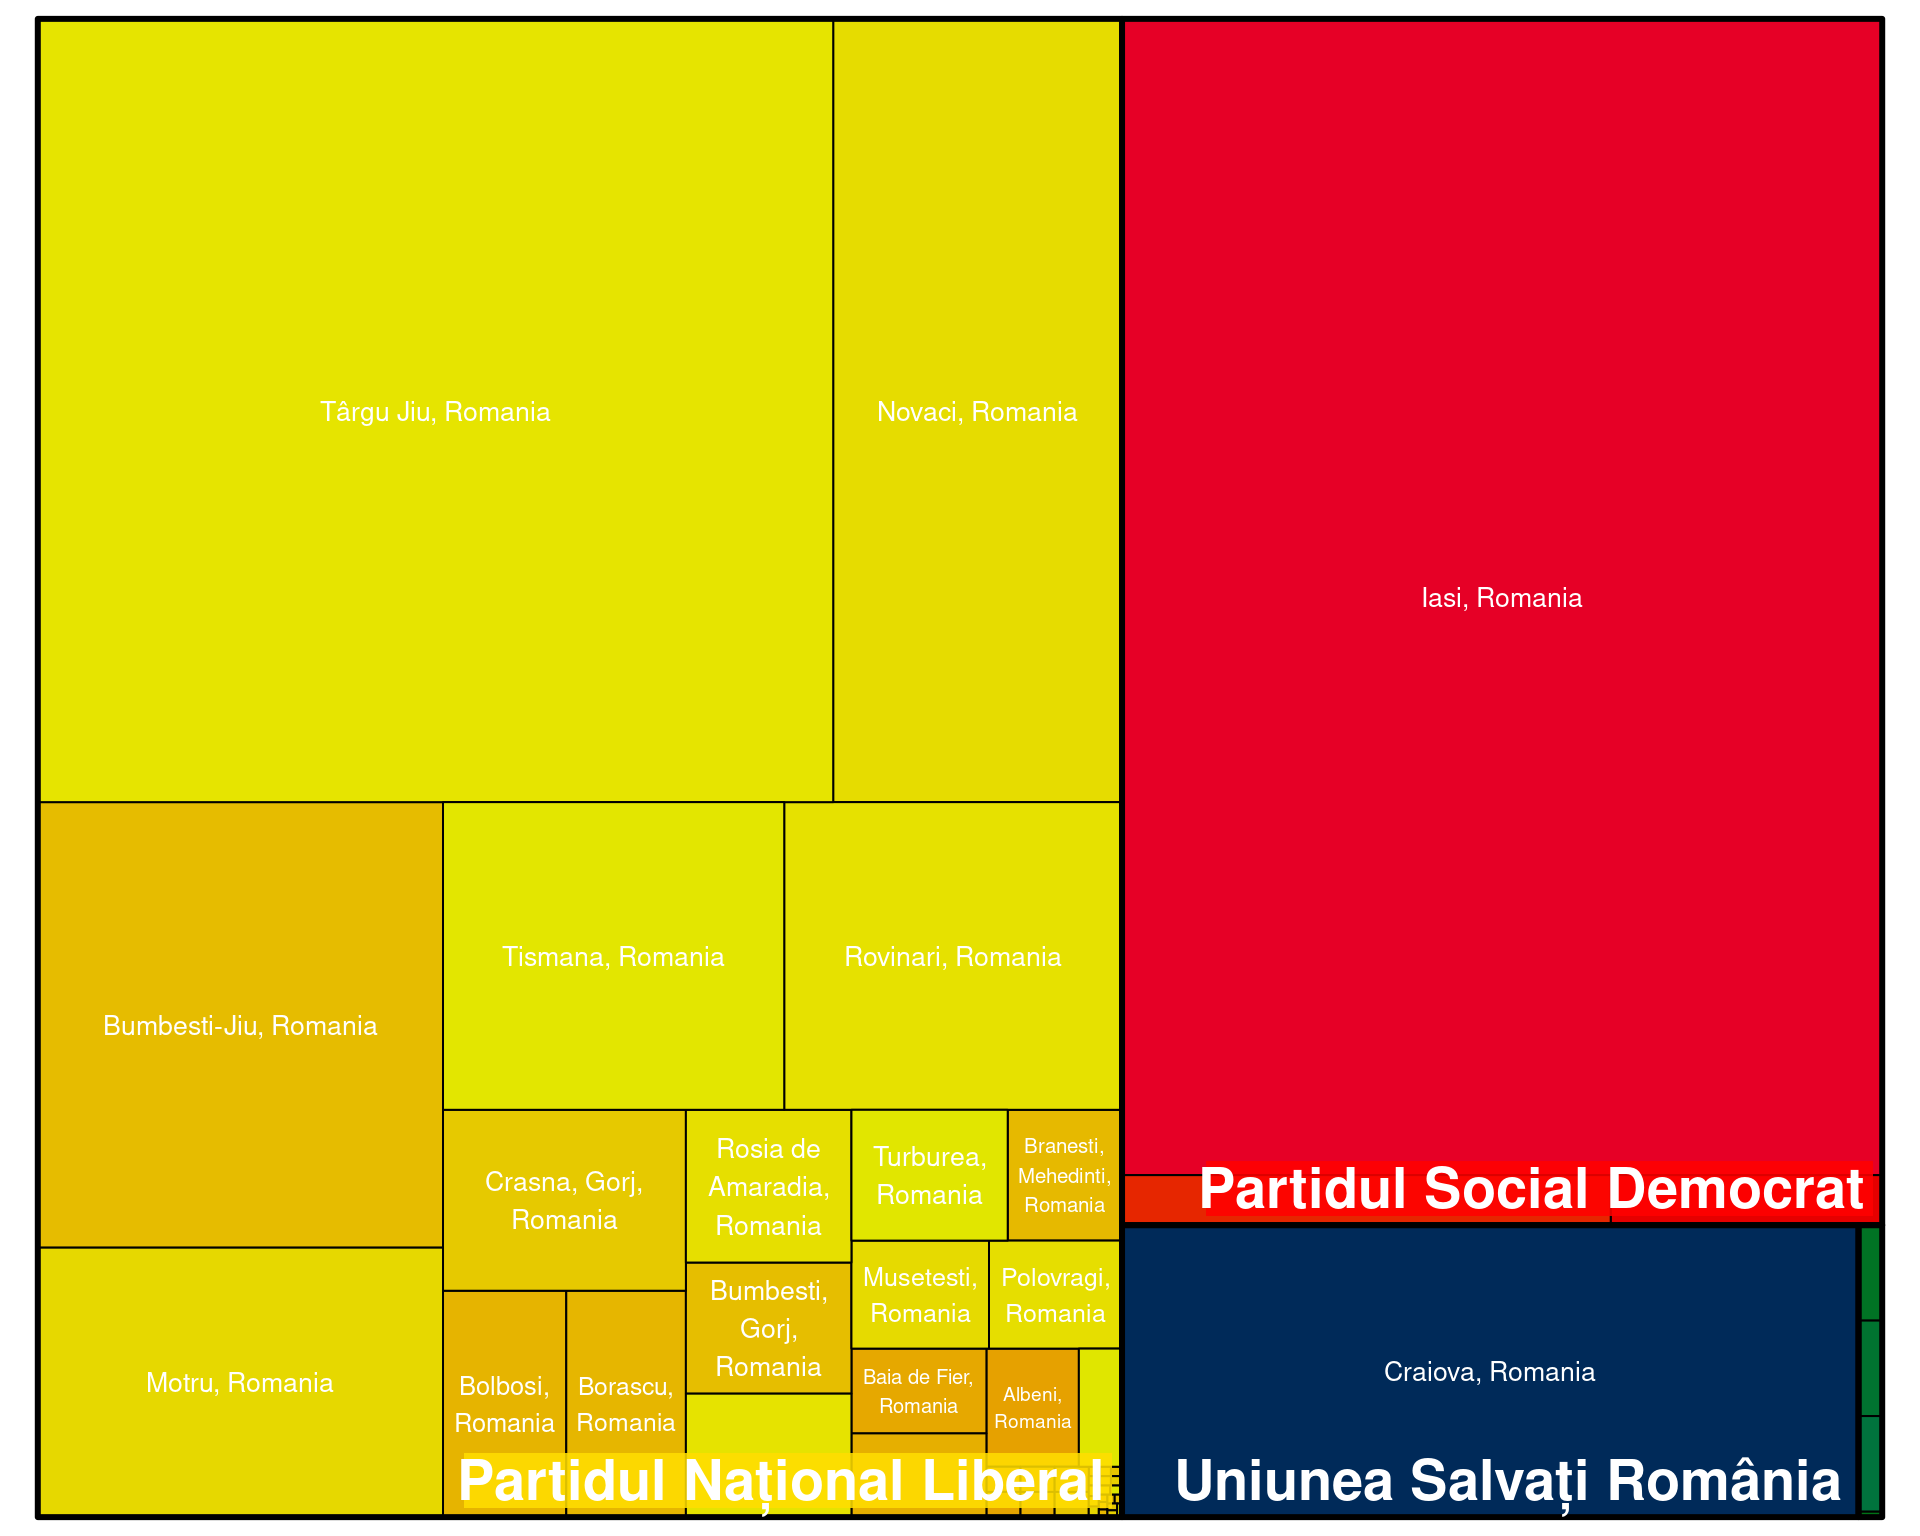 Târgu Jiu, Romania
Novaci, Romania
Iasi, Romania
Bumbesti-Jiu, Romania
Tismana, Romania
Rovinari, Romania
Motru, Romania
Crasna, Gorj,
Romania
Rosia de
Amaradia,
Romania
Turburea,
Romania
Branesti,
Mehedinti,
Romania
Bumbesti,
Gorj,
Romania
Musetesti,
Romania
Polovragi,
Romania
Bolbosi,
Romania
Borascu,
Romania
Baia de Fier,
Romania
Albeni,
Romania
Partidul Național Liberal
Partidul Social Democrat
Craiova, Romania
Uniunea Salvați România